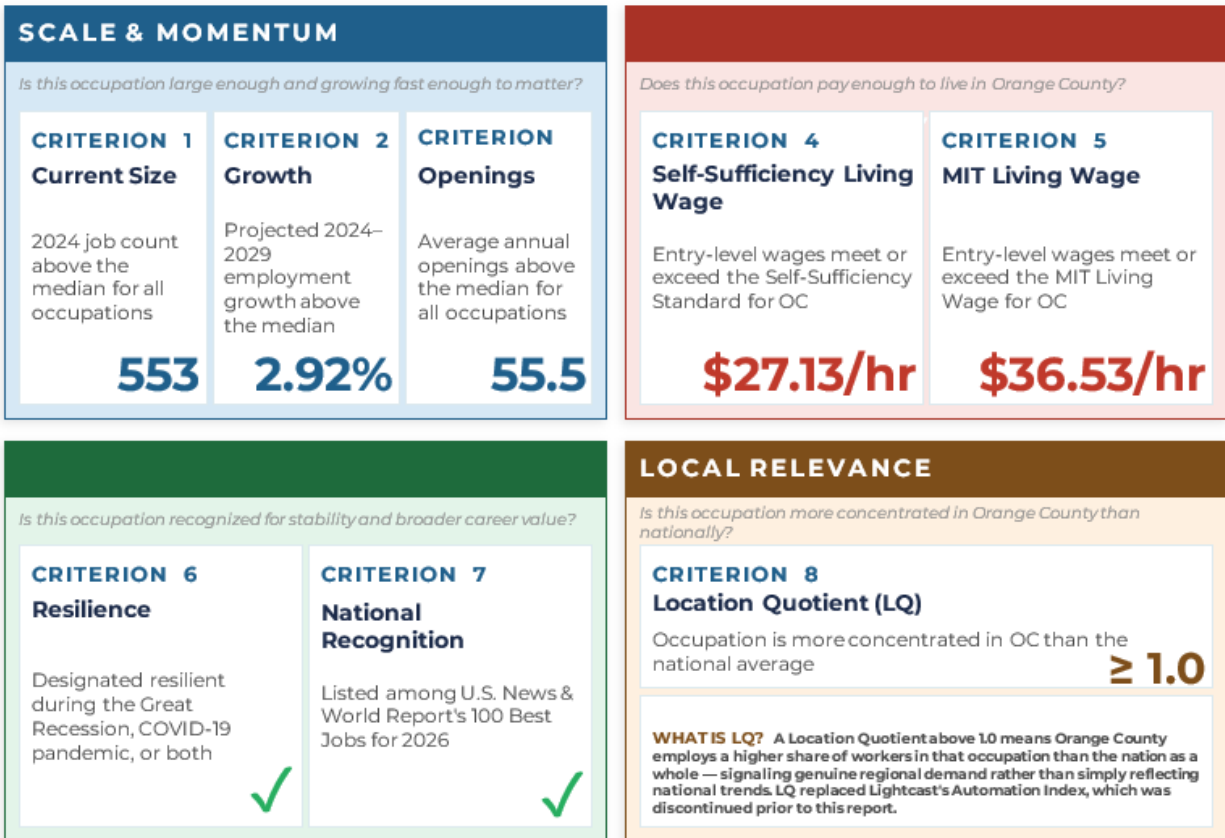 SCALE & MOMENTUM
Is this occupation large enough and growing fast enough to matter?
CRITERION 1
Current Size
2024 job count
above the
median for all
occupations
553
CRITERION 2
Growth
Projected 2024–
2029
employment
growth above
the median
2.92%
CRITERION
Openings
Average annual
openings above
the median for
all occupations
55.5
Does this occupation pay enough to live in Orange County?
CRITERION 4
Self-Sufficiency Living
Wage
Entry-level wages meet or
exceed the Self-Sufficiency
Standard for OC
$27.13/hr
CRITERION 5
MIT Living Wage
Entry-level wages meet or
exceed the MIT Living
Wage for OC
$36.53/hr
Is this occupation recognized for stability and broader career value?
CRITERION 6
Resilience
Designated resilient
during the Great
Recession, COVID-19
pandemic, or both
CRITERION 7
National
Recognition
Listed among U.S. News &
World Report's 100 Best
Jobs for 2026
LOCAL RELEVANCE
Is this occupation more concentrated in Orange County than
nationally?
CRITERION 8
Location Quotient (LQ)
Occupation is more concentrated in OC than the
national average
≥ 1.0
WHAT IS LQ? A Location Quotient above 1.0 means Orange County
employs a higher share of workers in that occupation than the nation as a
whole — signaling genuine regional demand rather than simply reflecting
national trends. LQ replaced Lightcast's Automation Index, which was
discontinued prior to this report.